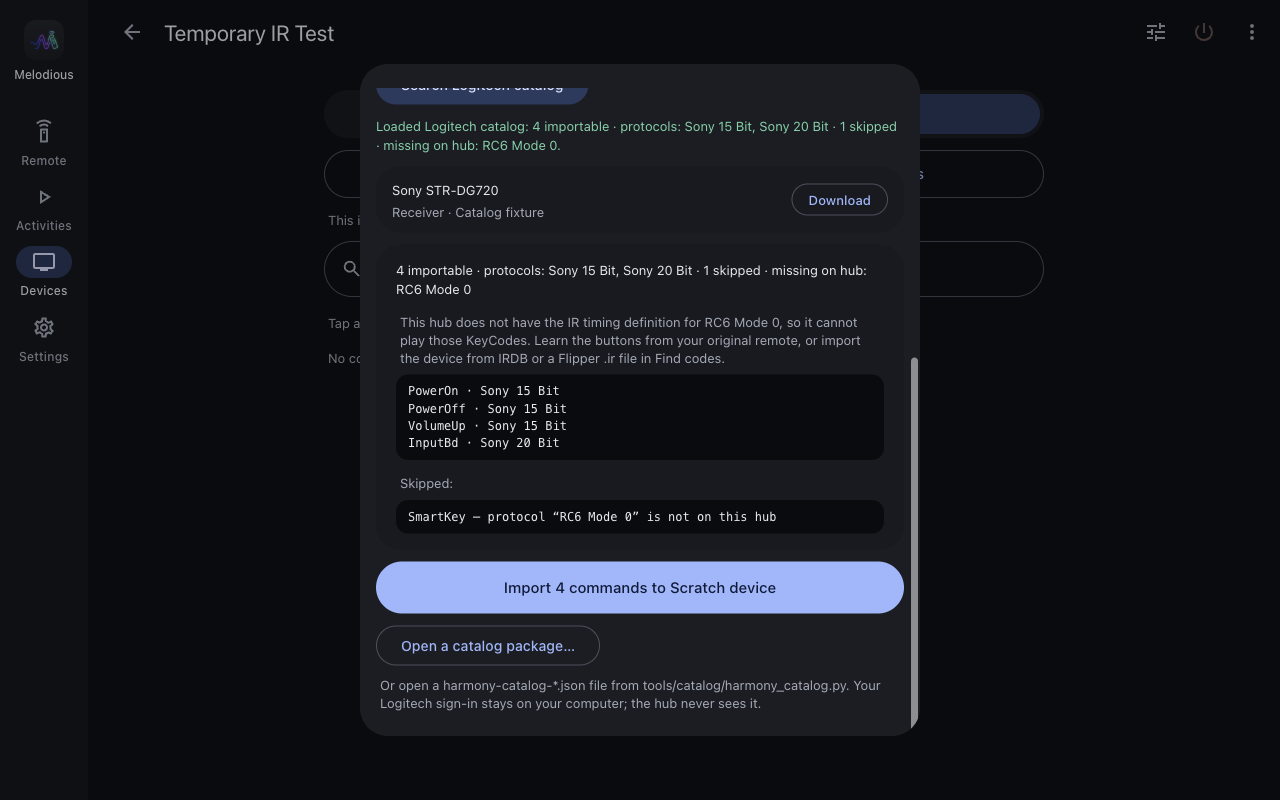 Melodious
Remote
Activities
Devices
Settings
Temporary IR Test
Search Logitech catalog
Loaded Logitech catalog: 4 importable · protocols: Sony 15 Bit, Sony 20 Bit · 1 skipped
· missing on hub: RC6 Mode 0.
Sony STR-DG720
Receiver · Catalog fixture
Download
4 importable · protocols: Sony 15 Bit, Sony 20 Bit · 1 skipped · missing on hub:
RC6 Mode 0
This hub does not have the IR timing definition for RC6 Mode 0, so it cannot
play those KeyCodes. Learn the buttons from your original remote, or import
the device from IRDB or a Flipper .ir file in Find codes.
PowerOn · Sony 15 Bit
PowerOff · Sony 15 Bit
VolumeUp · Sony 15 Bit
InputBd · Sony 20 Bit
Skipped:
SmartKey — protocol “RC6 Mode 0” is not on this hub
Import 4 commands to Scratch device
Open a catalog package…
Or open a harmony-catalog-*.json file from tools/catalog/harmony_catalog.py. Your
Logitech sign-in stays on your computer; the hub never sees it.
This
Tap a
No